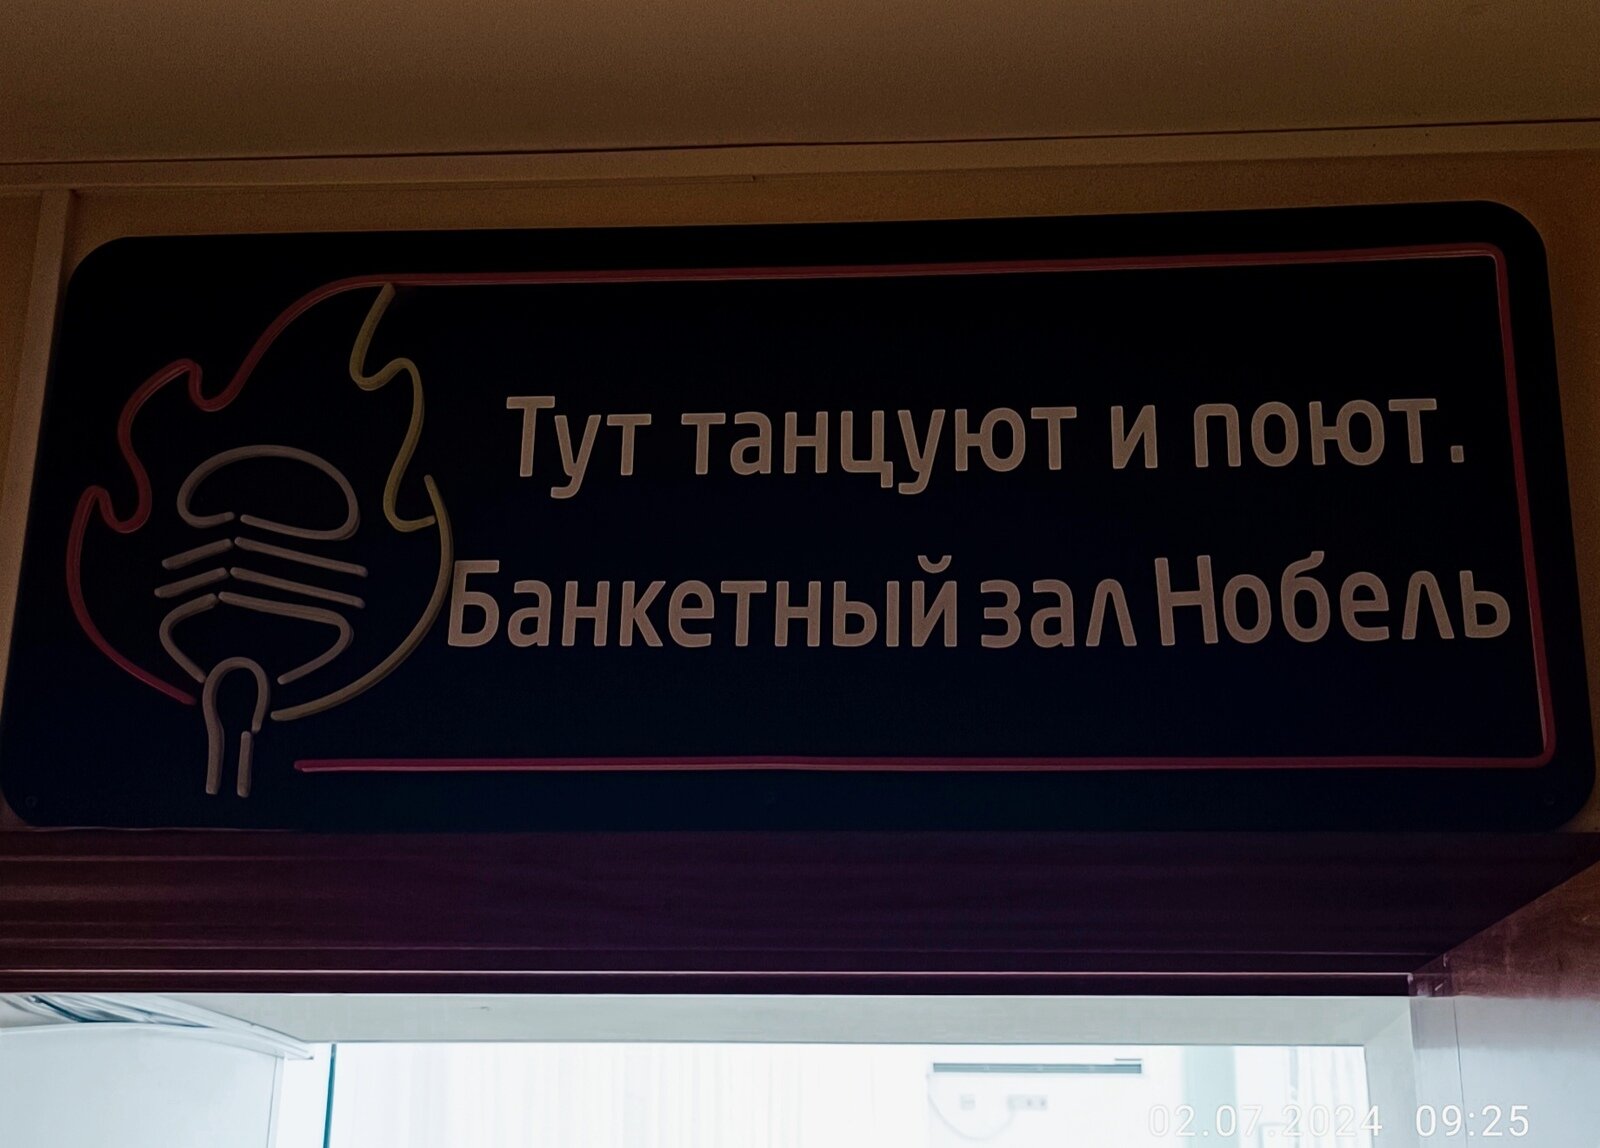 Тут танцуют и поют.
Банкетный зал Нобель
02.07.2024 09:25